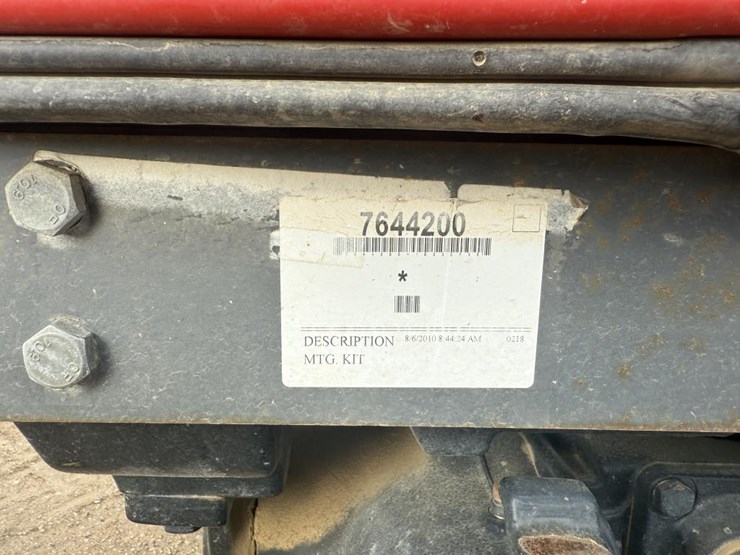 7644200
*
DESCRIPTION 8/6/2010 8:44:24 AM 0218
MTG. KIT